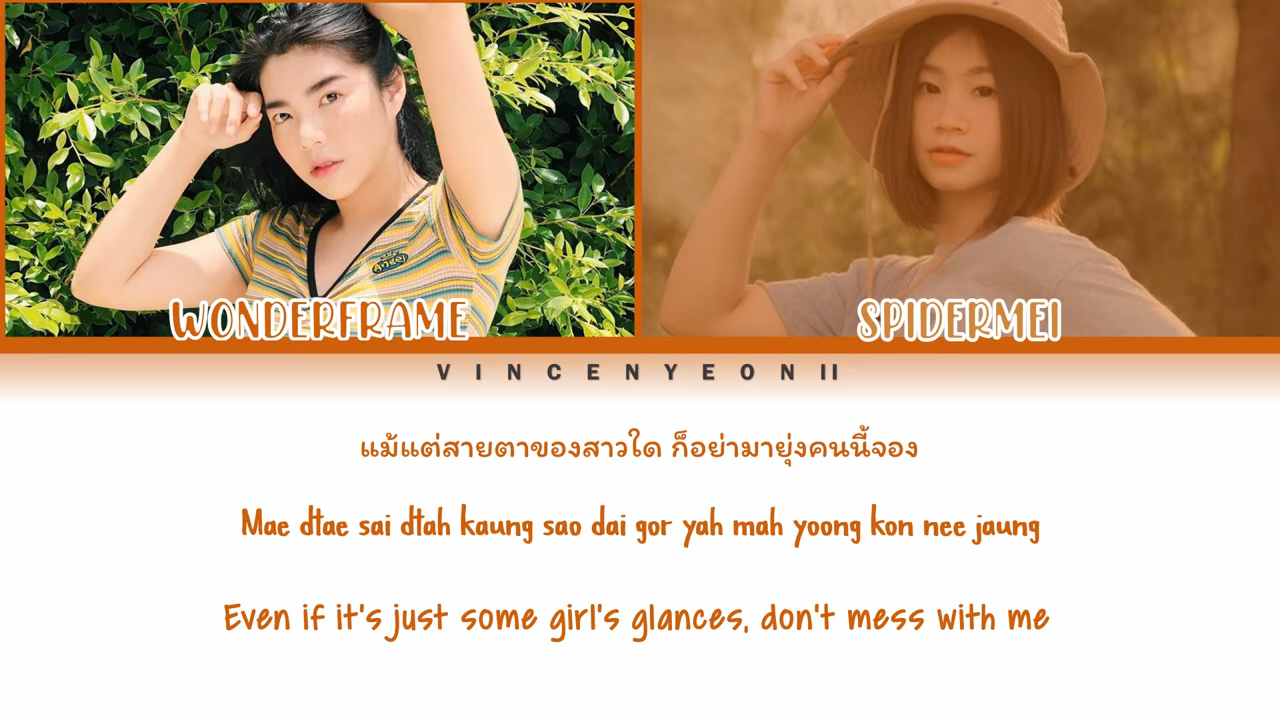 Angel
WONDERFRAME
SPIDERMEI
VINCENYEON II
แม้แต่สายตาของสาวใด ก็อย่ามายุ่งคนนี้จอง
Mae dtae sai dtah kaung sao dai gor yah mah yoong kon nee jaung
Even if it's just some girl's glances, don't mess with me